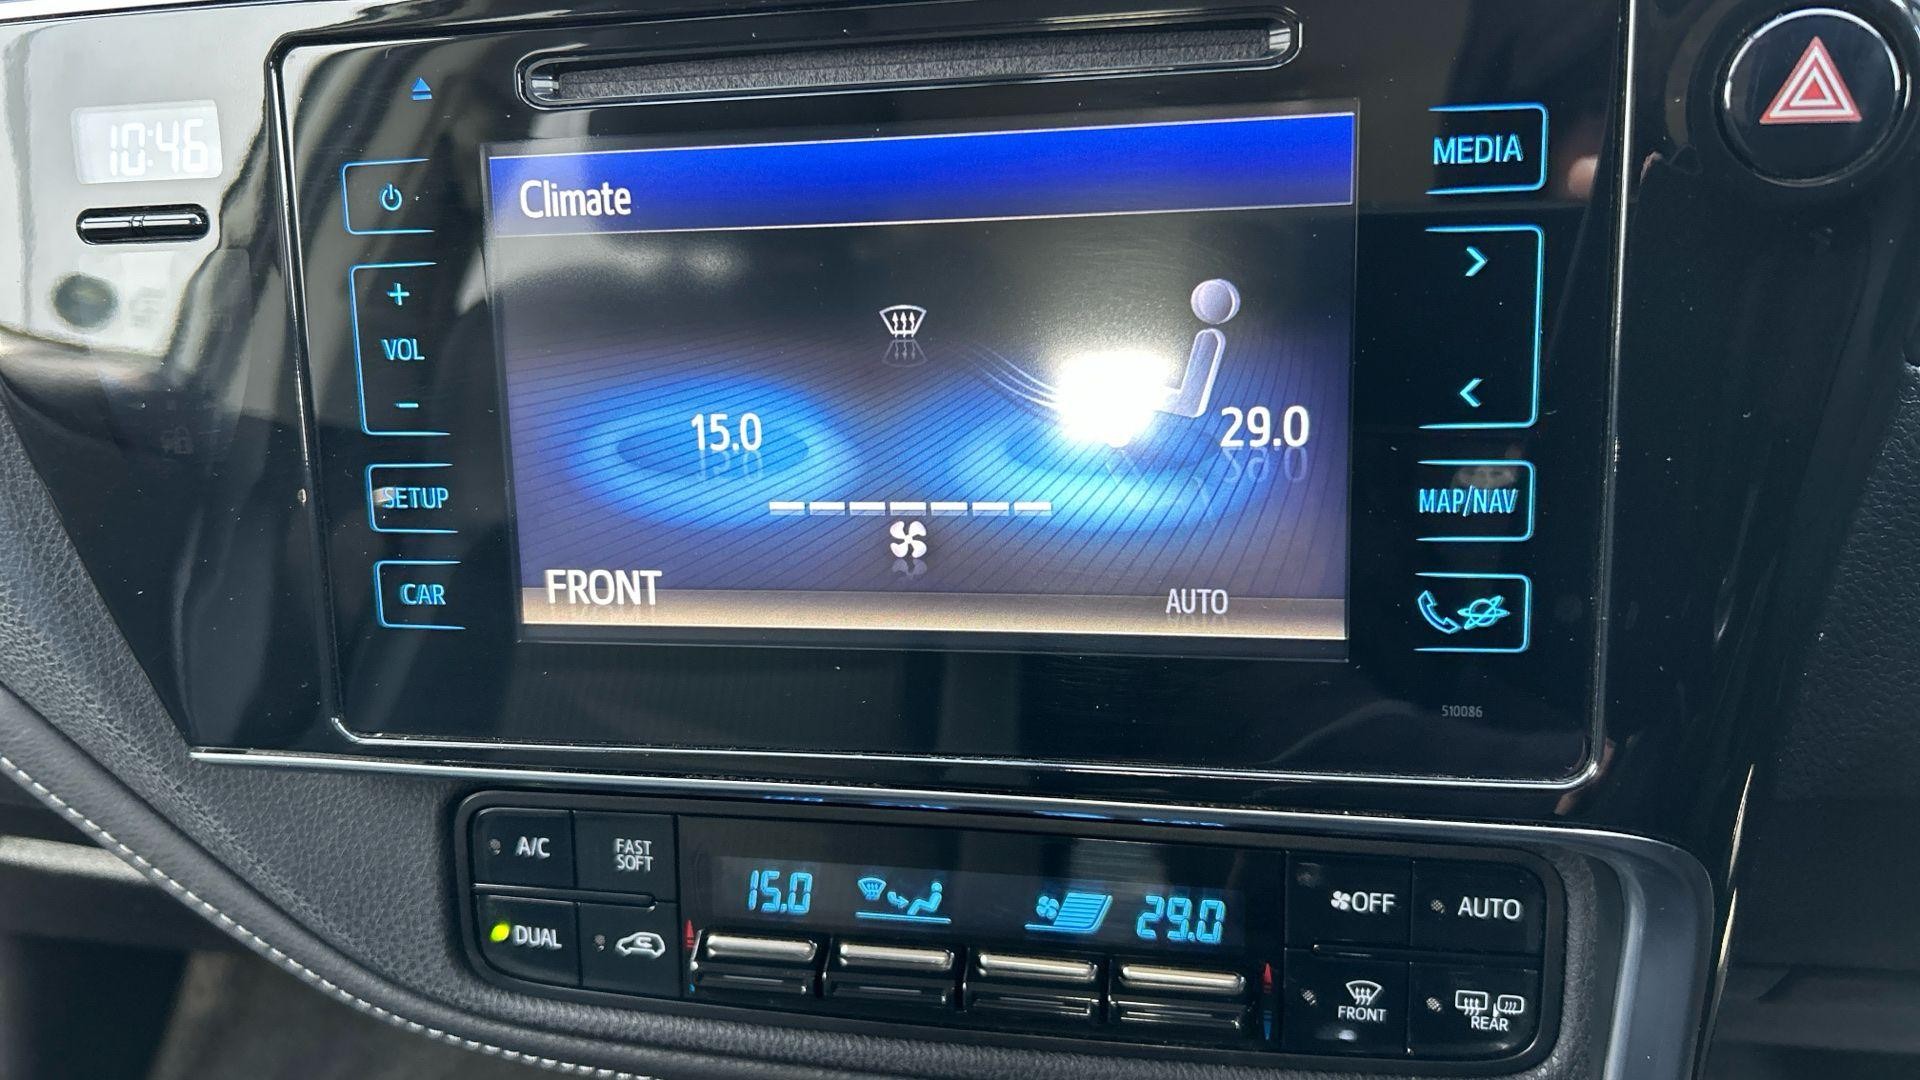 10:46
MEDIA
Climate
VOL
15.0
29.0
SETUP
MAP/NAV
FRONT
AUTO
CAR
510086
A/C
FAST
SOFT
15.0
29.0
OFF
AUTO
DUAL
FRONT
REAR